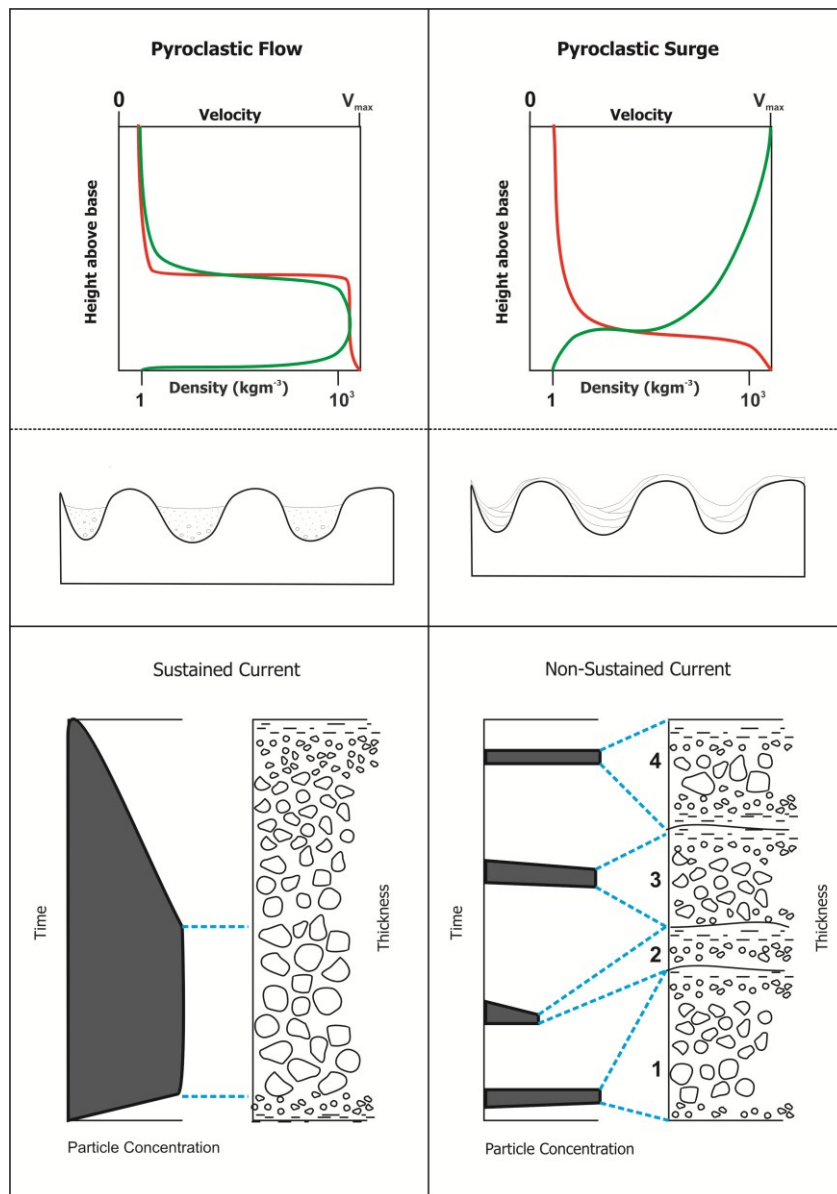 Pyroclastic Flow
0
Velocity
Vmax
Height above base
1
Density (kgm⁻³)
10³
Pyroclastic Surge
0
Velocity
Vmax
Height above base
1
Density (kgm⁻³)
10³
Sustained Current
Time
Thickness
Particle Concentration
Non-Sustained Current
Time
4
3
2
1
Thickness
Particle Concentration